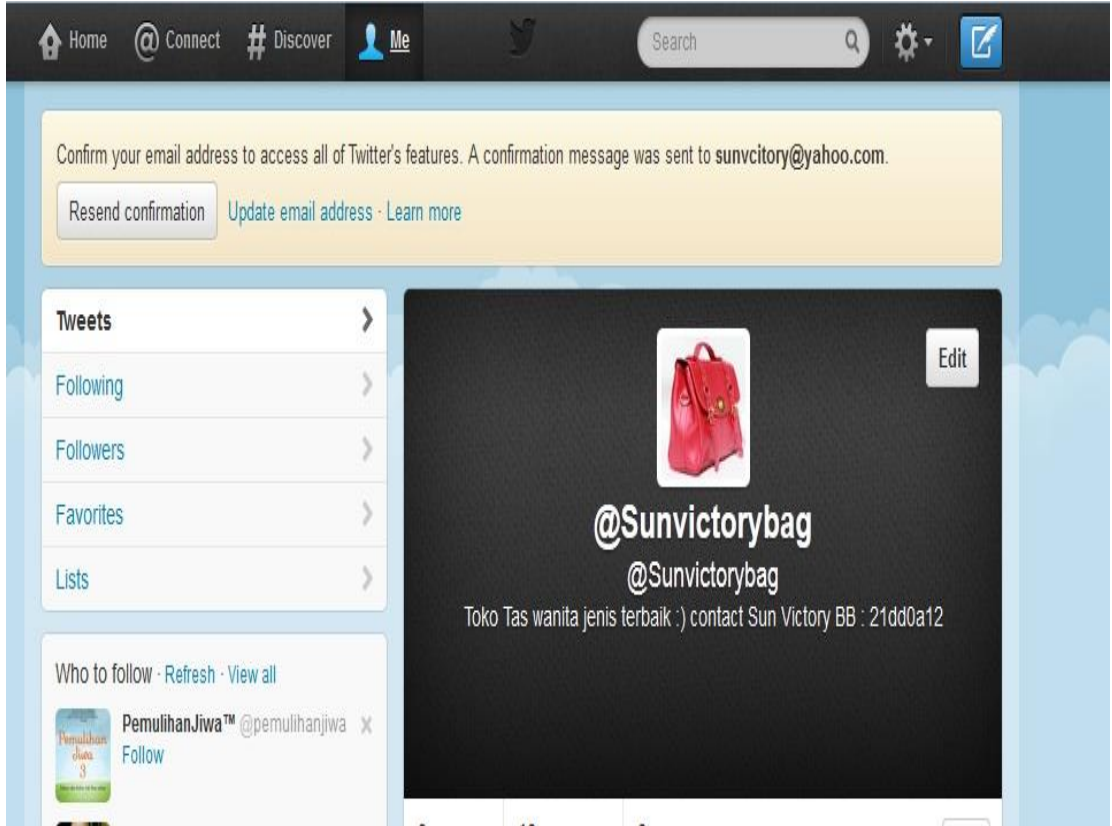 Home @ Connect # Discover Me Search
Confirm your email address to access all of Twitter's features. A confirmation message was sent to sunvcitory@yahoo.com.
Resend confirmation Update email address · Learn more
Tweets
Following
Followers
Favorites
Lists
Edit
@Sunvictorybag
@Sunvictorybag
Toko Tas wanita jenis terbaik :) contact Sun Victory BB : 21dd0a12
Who to follow · Refresh · View all
PemulihanJiwa™ @pemulihanjiwa
Follow
Pemulihan
Jiwa
3